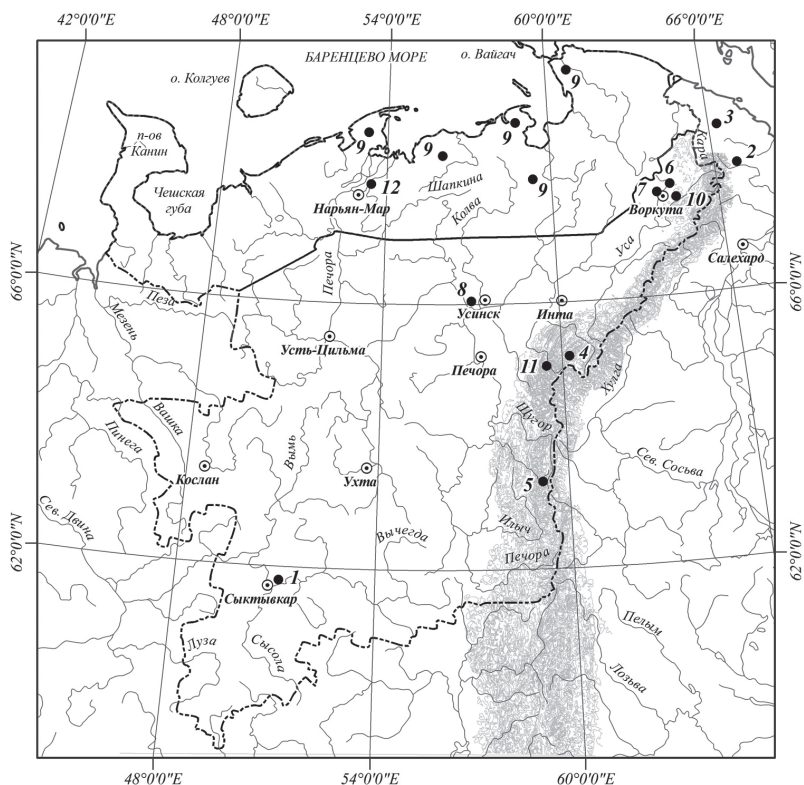 42°0'0"E 48°0'0"E 54°0'0"E 60°0'0"E 66°0'0"E
БАРЕНЦЕВО МОРЕ
о. Вайгач
о. Колгуев
9
3
п-ов
Канин
9
9
9
Кара
2
6
12
Шапкина
9
7
10
Чешская
губа
Нарьян-Мар
Колва
Воркута
Уса
Салехард
66°0'0"N
66°0'0"N
Печора
Пеза
8
Мезень
Усинск
Инта
Усть-Цильма
4
Печора
11
Хулга
Вашка
Щугор
Пинега
Вымь
Сев. Сосьва
Кослан
Ухта
5
Сев. Двина
Илыч
Вычегда
62°0'0"N
62°0'0"N
Печора
1
Сыктывкар
Пелым
Луза
Сысола
Лозьва
48°0'0"E 54°0'0"E 60°0'0"E